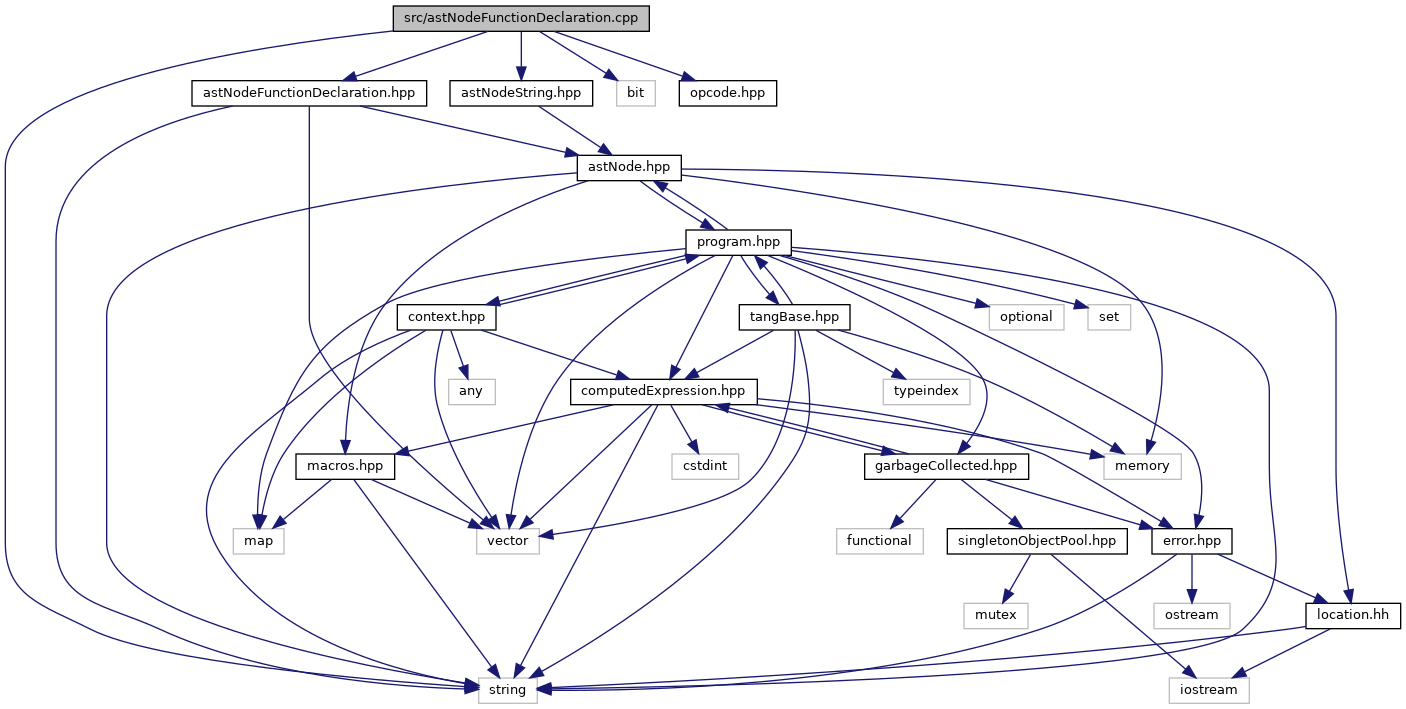 src/astNodeFunctionDeclaration.cpp
astNodeFunctionDeclaration.hpp
astNodeString.hpp
bit
opcode.hpp
astNode.hpp
program.hpp
context.hpp
tangBase.hpp
optional
set
any
computedExpression.hpp
typeindex
macros.hpp
cstdint
garbageCollected.hpp
memory
map
vector
functional
singletonObjectPool.hpp
error.hpp
mutex
ostream
location.hh
string
iostream